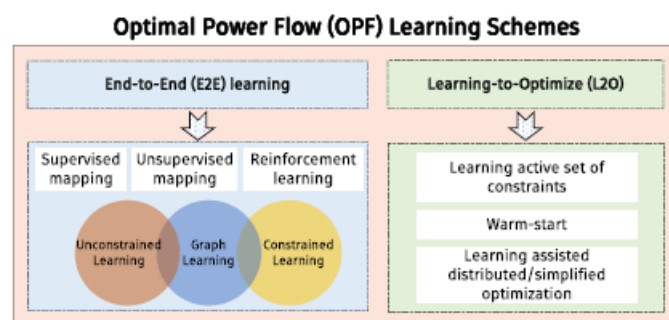 Optimal Power Flow (OPF) Learning Schemes
End-to-End (E2E) learning
Learning-to-Optimize (L2O)
Supervised
mapping
Unsupervised
mapping
Reinforcement
learning
Unconstrained
Learning
Graph
Learning
Constrained
Learning
Learning active set of
constraints
Warm-start
Learning assisted
distributed/simplified
optimization